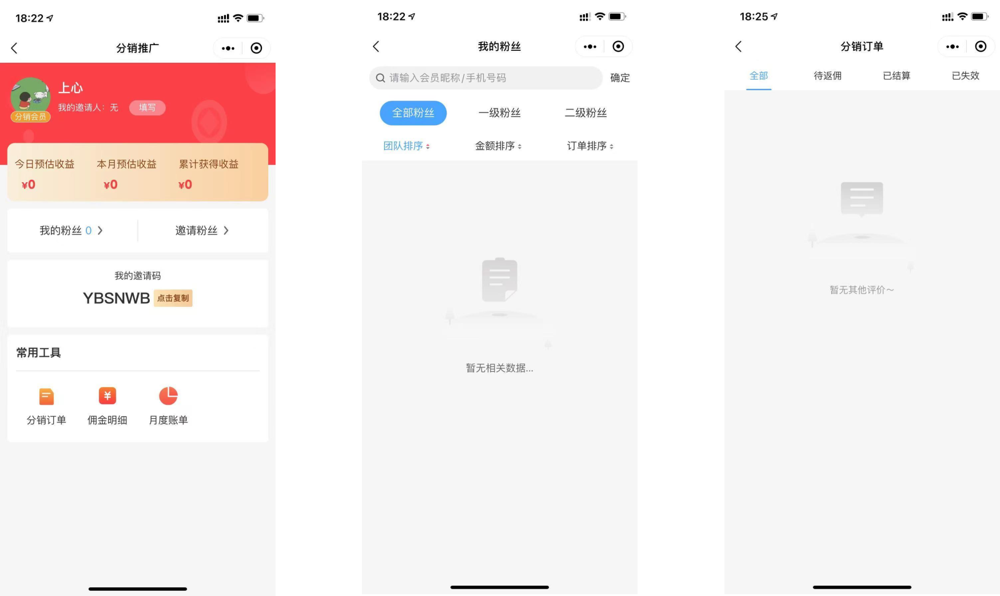 18:22
分销推广
上心
我的邀请人：无 填写
分销会员
今日预估收益 本月预估收益 累计获得收益
¥0 ¥0 ¥0
我的粉丝 0 邀请粉丝
我的邀请码
YBSNWB 点击复制
常用工具
分销订单 佣金明细 月度账单
18:22
我的粉丝
请输入会员昵称/手机号码 确定
全部粉丝 一级粉丝 二级粉丝
团队排序 金额排序 订单排序
暂无相关数据...
18:25
分销订单
全部 待返佣 已结算 已失效
暂无其他评价～